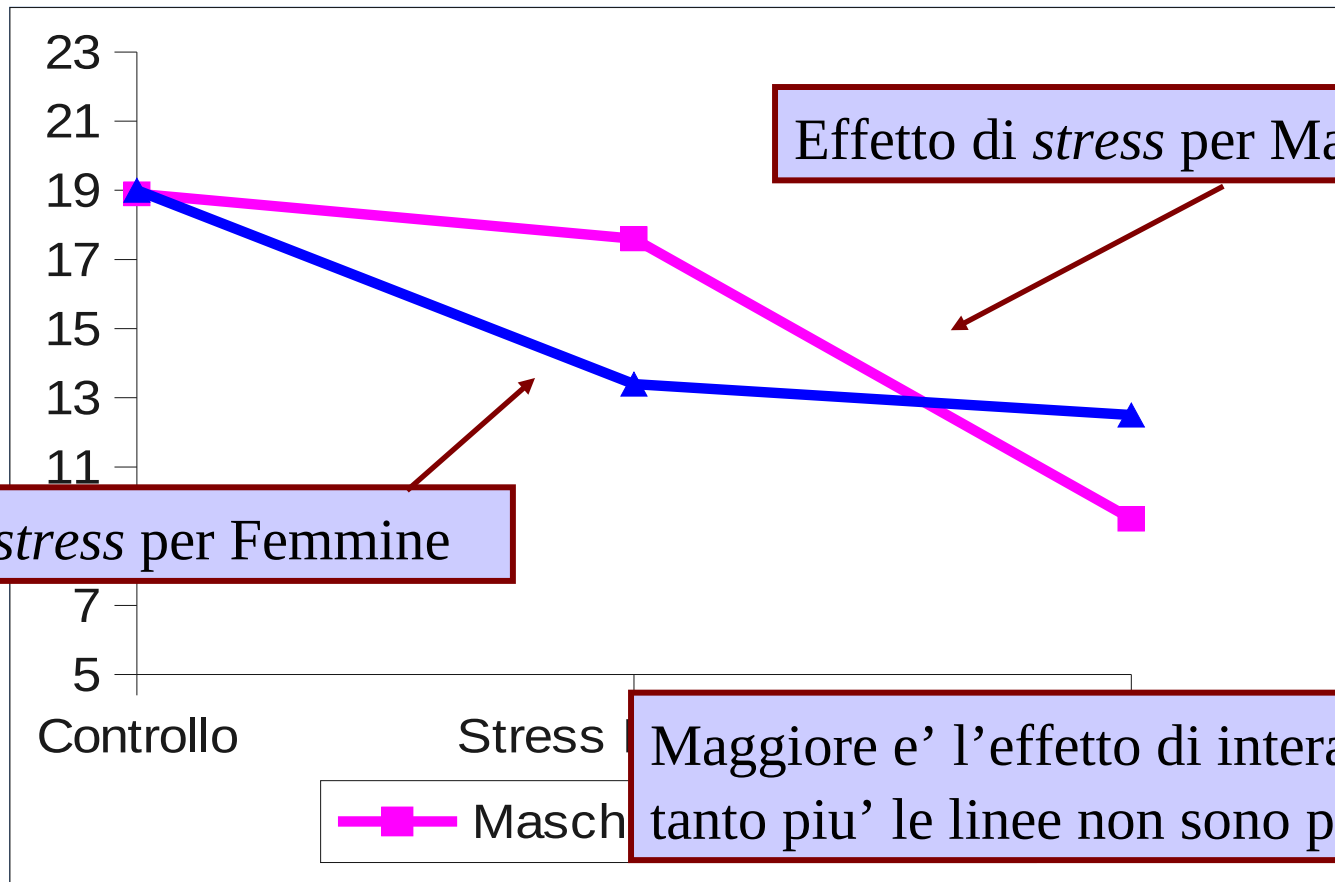 23
21
Effetto di stress per Ma
19
17
15
13
11
stress per Femmine
7
5
Controllo
Stress
Maggiore e’ l’effetto di intera
tanto piu’ le linee non sono p
Masch